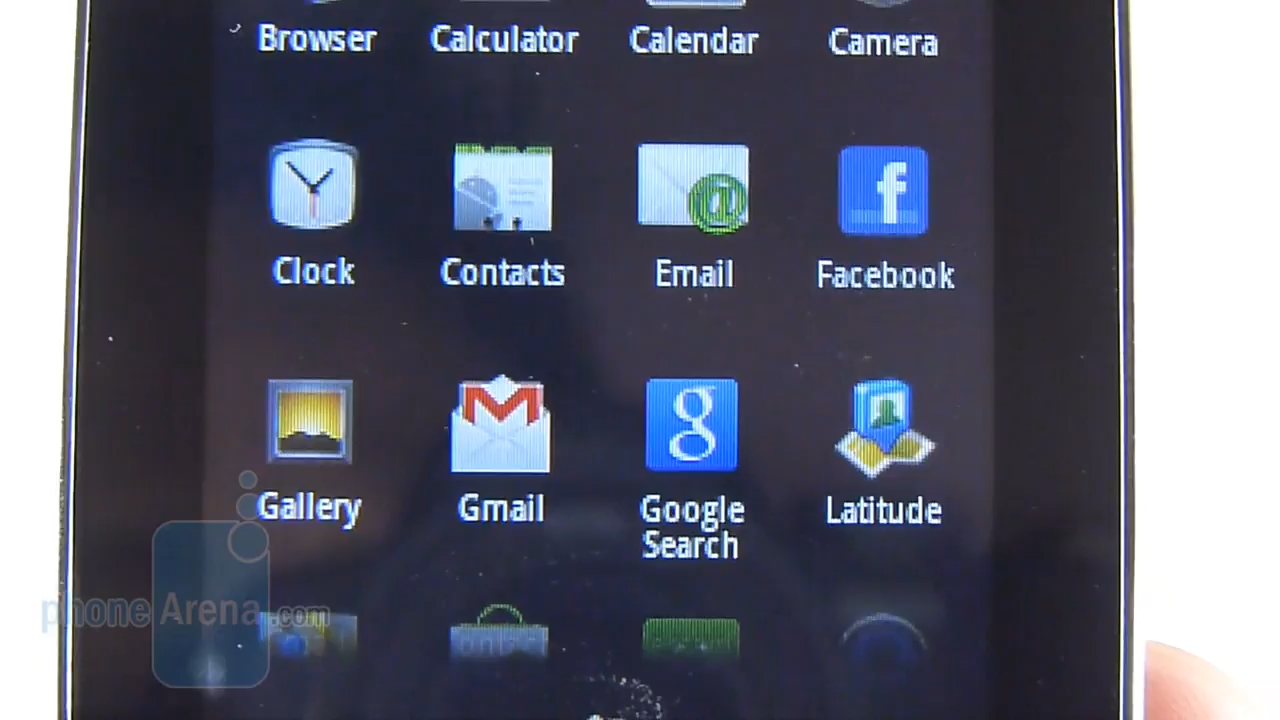 Browser Calculator Calendar Camera
Clock Contacts Email Facebook
Gallery Gmail Google Latitude
Search
phoneArena.com